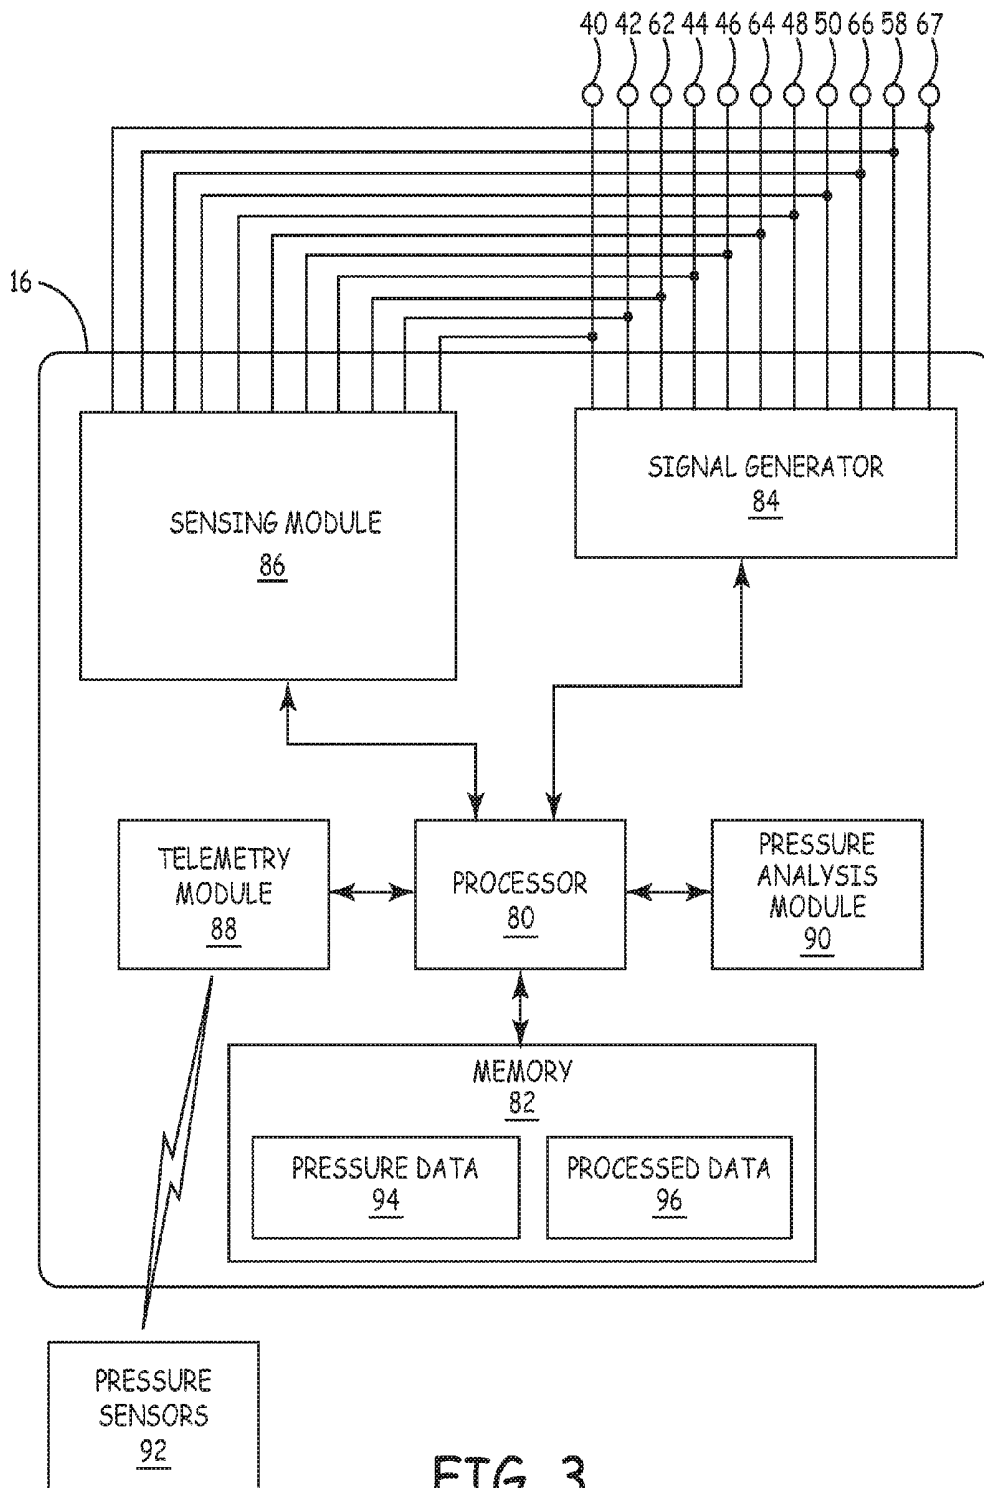 40 42 62 44 46 64 48 50 66 58 67
16
SENSING MODULE
86
SIGNAL GENERATOR
84
TELEMETRY
MODULE
88
PROCESSOR
80
PRESSURE
ANALYSIS
MODULE
90
MEMORY
82
PRESSURE DATA
94
PROCESSED DATA
96
PRESSURE
SENSORS
92
FIG. 3